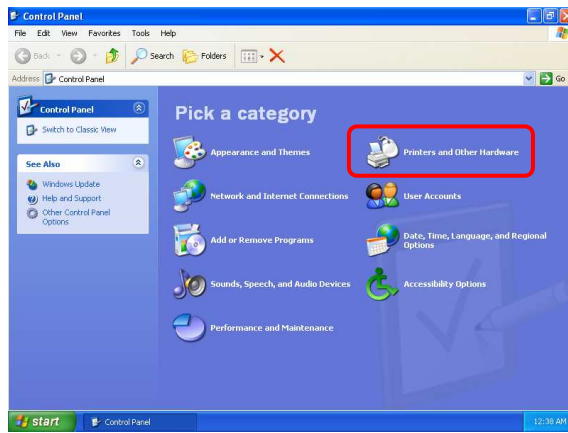 Control Panel
File Edit View Favorites Tools Help
Back Search Folders
Address Control Panel Go
Control Panel
Switch to Classic View
See Also
Windows Update
Help and Support
Other Control Panel
Options
Pick a category
Appearance and Themes
Printers and Other Hardware
Network and Internet Connections
User Accounts
Add or Remove Programs
Date, Time, Language, and Regional
Options
Sounds, Speech, and Audio Devices
Accessibility Options
Performance and Maintenance
start Control Panel 12:38 AM